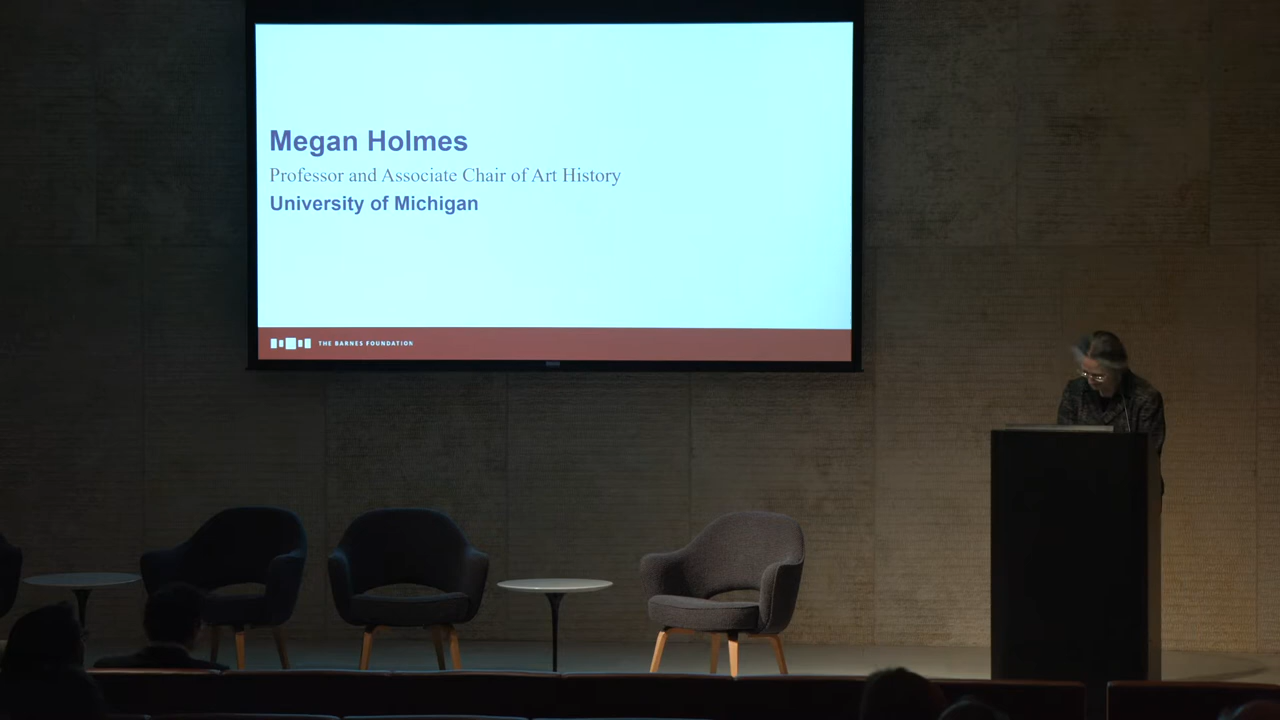 Megan Holmes
Professor and Associate Chair of Art History
University of Michigan
THE BARNES FOUNDATION